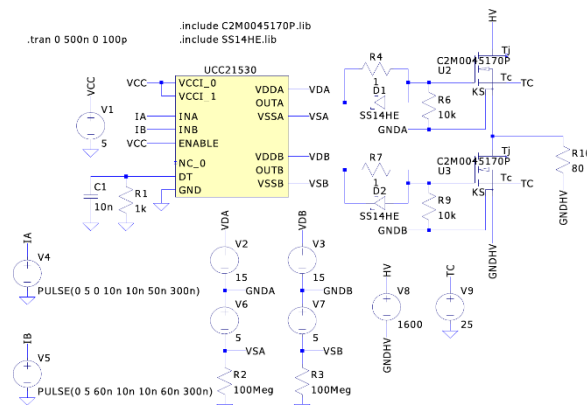 .include C2M0045170P.lib
.tran 0 500n 0 100p
.include SS14HE.lib
HV
UCC21530
R4
1
D1
SS14HE
C2M0045170P
U2
Tj
Tc
TC
KS
VCC
VCC
VCCI_0
VCCI_1
VDDA
VDA
OUTA
VSSA
VSA
IA
INA
IB
INB
VCC
ENABLE
NC_0
DT
GND
VDDB
VDB
OUTB
VSSB
VSB
V1
5
R6
10k
GNDA
C1
10n
R1
1k
R7
1
D2
SS14HE
C2M0045170P
U3
Tj
Tc
TC
KS
R9
10k
GNDB
80
GNDHV
GNDHV
IA
V4
PULSE(0 5 0 10n 10n 50n 300n)
VDA
V2
15
GNDA
V6
5
VSA
R2
100Meg
VDB
V3
15
GNDB
V7
5
VSB
R3
100Meg
HV
V8
1600
GNDHV
TC
V9
25
IB
V5
PULSE(0 5 60n 10n 10n 60n 300n)